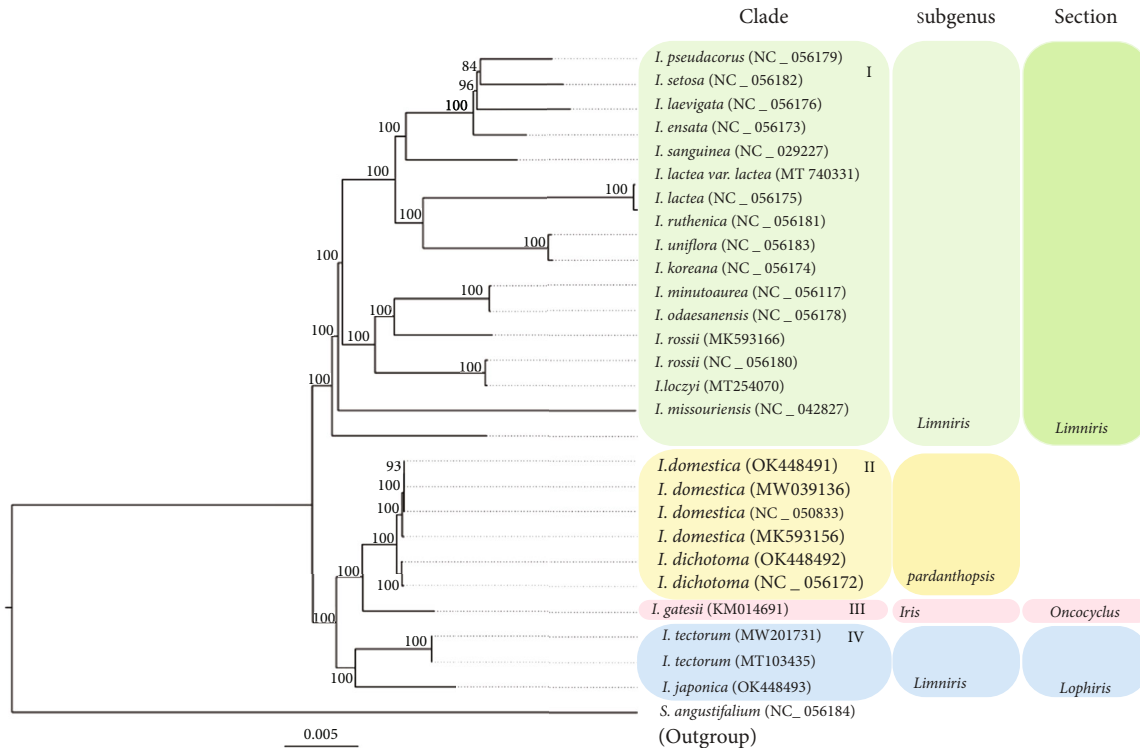 Clade subgenus Section
84 I. pseudacorus (NC _ 056179) I
96 I. setosa (NC _ 056182)
100 I. laevigata (NC _ 056176)
100 I. ensata (NC _ 056173)
I. sanguinea (NC _ 029227)
100 I. lactea var. lactea (MT 740331)
100 I. lactea (NC _ 056175)
100 I. ruthenica (NC _ 056181)
100 I. uniflora (NC _ 056183)
100 I. koreana (NC _ 056174)
100 I. minutoaurea (NC _ 056117)
100 I. odaesanensis (NC _ 056178)
100 100 I. rossii (MK593166)
100 I. rossii (NC _ 056180)
100 I.loczyi (MT254070)
I. missouriensis (NC _ 042827)
Limniris Limniris
93 I.domestica (OK448491) II
100 I. domestica (MW039136)
100 I. domestica (NC _ 050833)
100 I. domestica (MK593156)
100 I. dichotoma (OK448492)
100 I. dichotoma (NC _ 056172) pardanthopsis
100 I. gatesii (KM014691) III Iris Oncocyclus
100 I. tectorum (MW201731) IV
100 I. tectorum (MT103435)
I. japonica (OK448493) Limniris Lophiris
S. angustifalium (NC_ 056184)
0.005 (Outgroup)